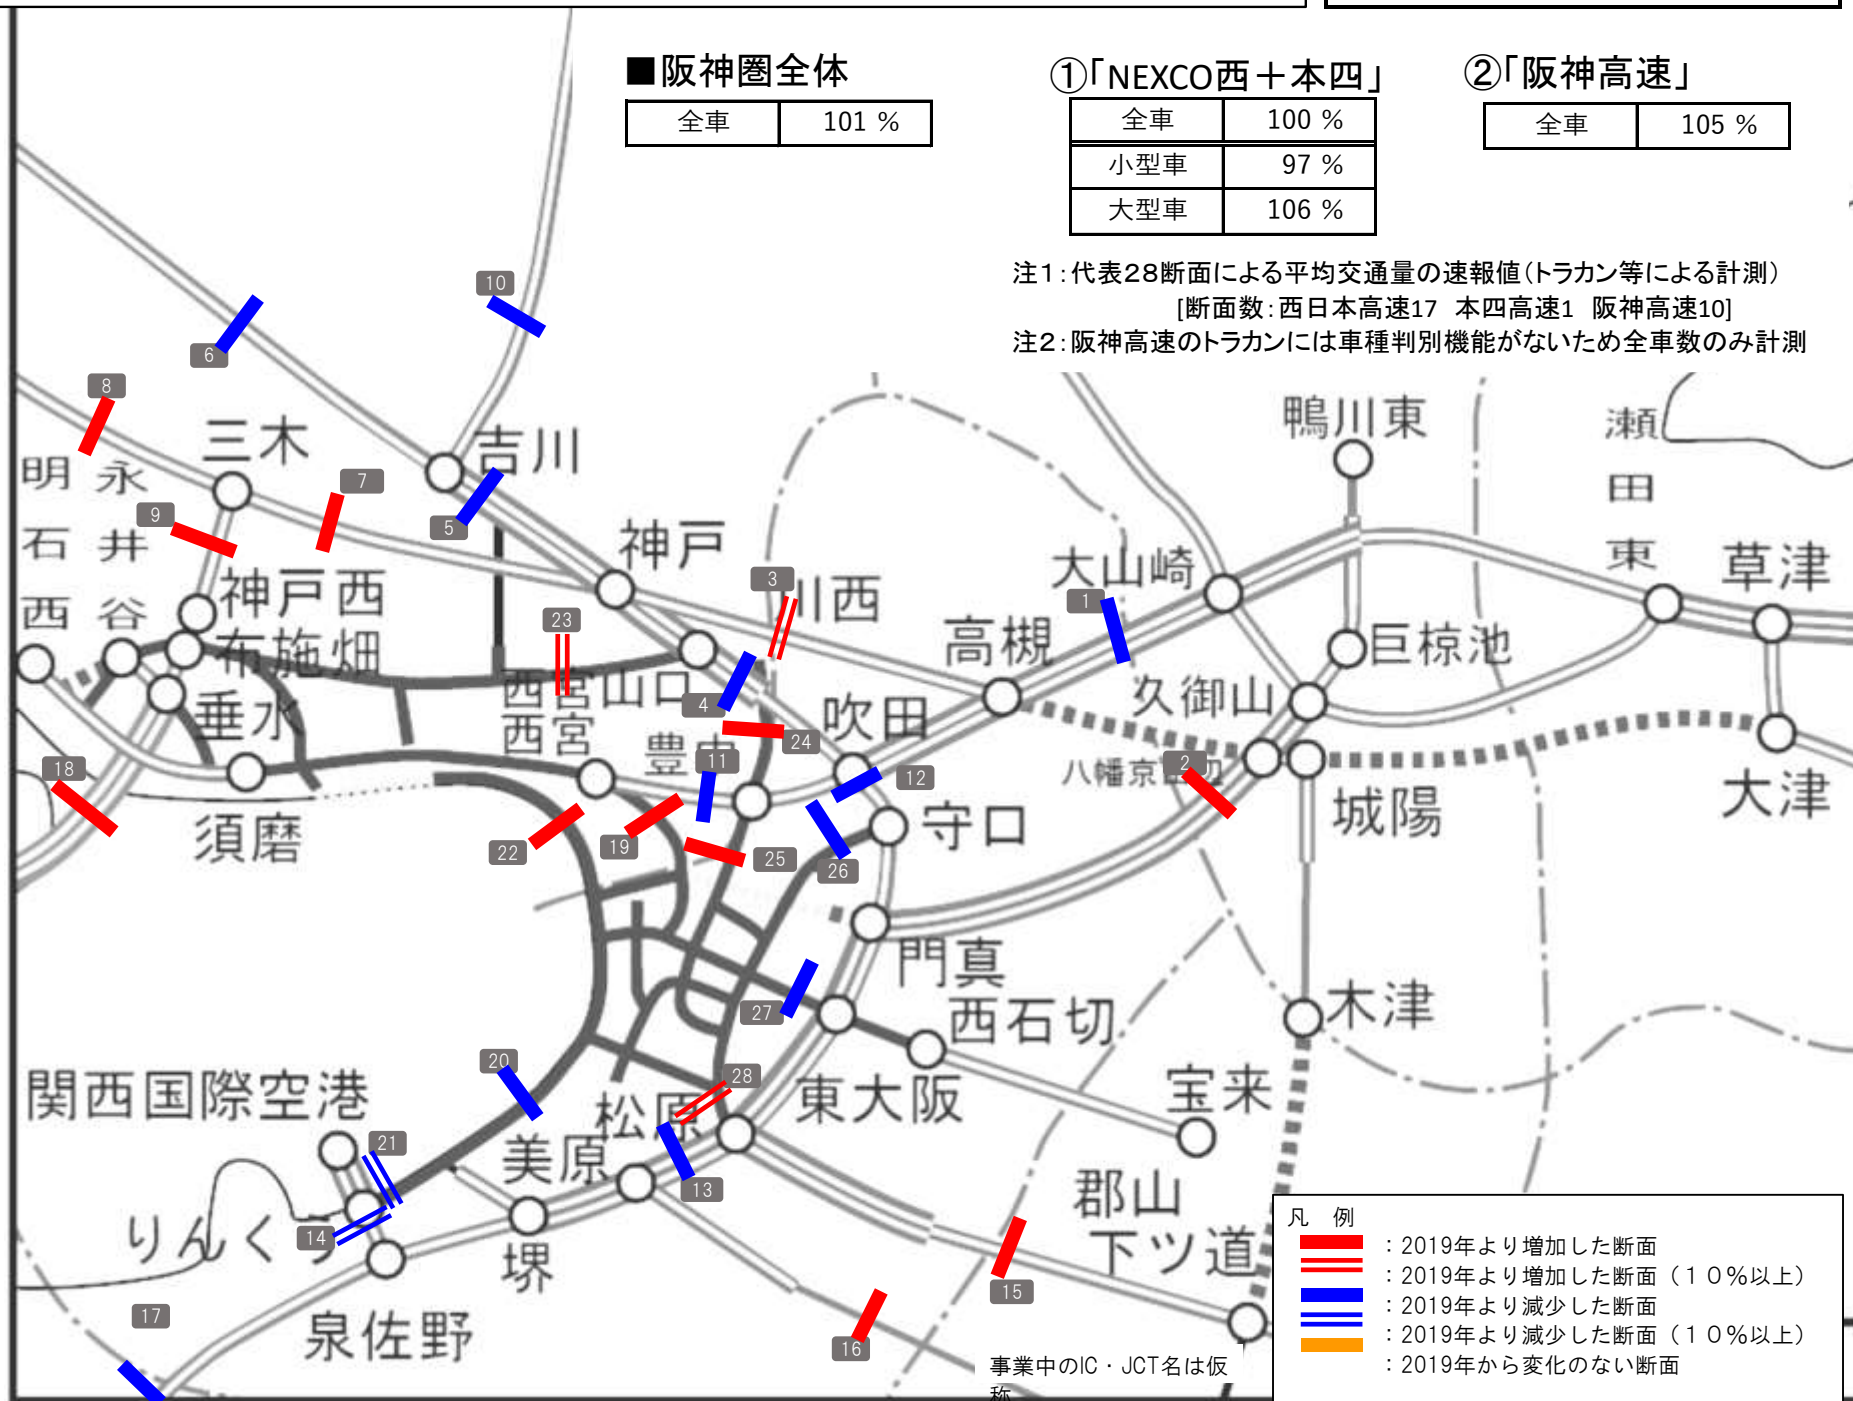 ■阪神圏全体
全車 101 %
①「NEXCO西＋本四」
全車 100 %
小型車 97 %
大型車 106 %
②「阪神高速」
全車 105 %
注１：代表２８断面による平均交通量の速報値（トラカン等による計測）
[断面数：西日本高速17 本四高速1 阪神高速10]
注２：阪神高速のトラカンには車種判別機能がないため全車数のみ計測
10
6
8
三木
吉川
鴨川東
瀬田東
明石西
永井谷
7
9
5
神戸
大山崎
草津
神戸西
3
川西
1
布施畑
23
高槻
巨椋池
西宮山口
4
久御山
垂水
西宮
吹田
24
豊中
11
12
八幡京田辺
2
18
大津
城陽
須磨
22
19
25
26
守口
門真
27
西石切
木津
関西国際空港
20
28
松原
東大阪
宝来
21
美原
13
郡山
りんくう
14
下ツ道
堺
15
17
泉佐野
16
事業中のIC・JCT名は仮
称
凡　例
：2019年より増加した断面
：2019年より増加した断面（１０％以上）
：2019年より減少した断面
：2019年より減少した断面（１０％以上）
：2019年から変化のない断面